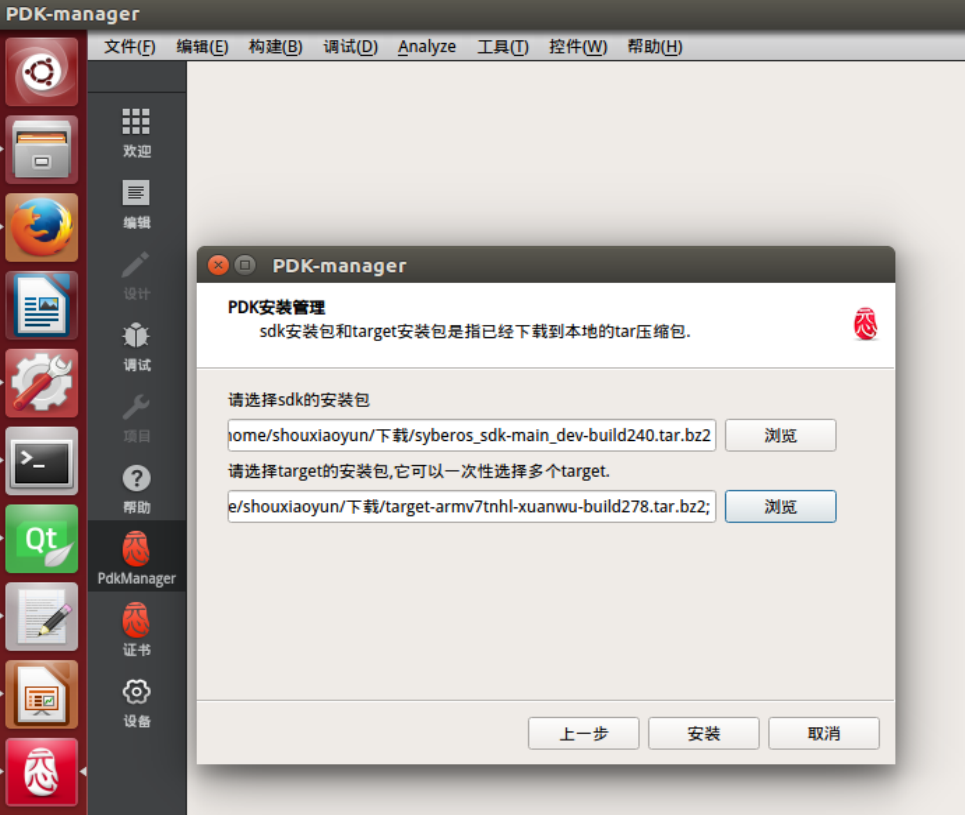 PDK-manager
文件(F) 编辑(E) 构建(B) 调试(D) Analyze 工具(T) 控件(W) 帮助(H)
欢迎
编辑
设计
调试
项目
帮助
PdkManager
证书
设备
Qt
PDK-manager
PDK安装管理
sdk安装包和target安装包是指已经下载到本地的tar压缩包.
请选择sdk的安装包
home/shouxiaoyun/下载/syberos_sdk-main_dev-build240.tar.bz2
浏览
请选择target的安装包,它可以一次性选择多个target.
e/shouxiaoyun/下载/target-armv7tnhl-xuanwu-build278.tar.bz2;
浏览
上一步 安装 取消